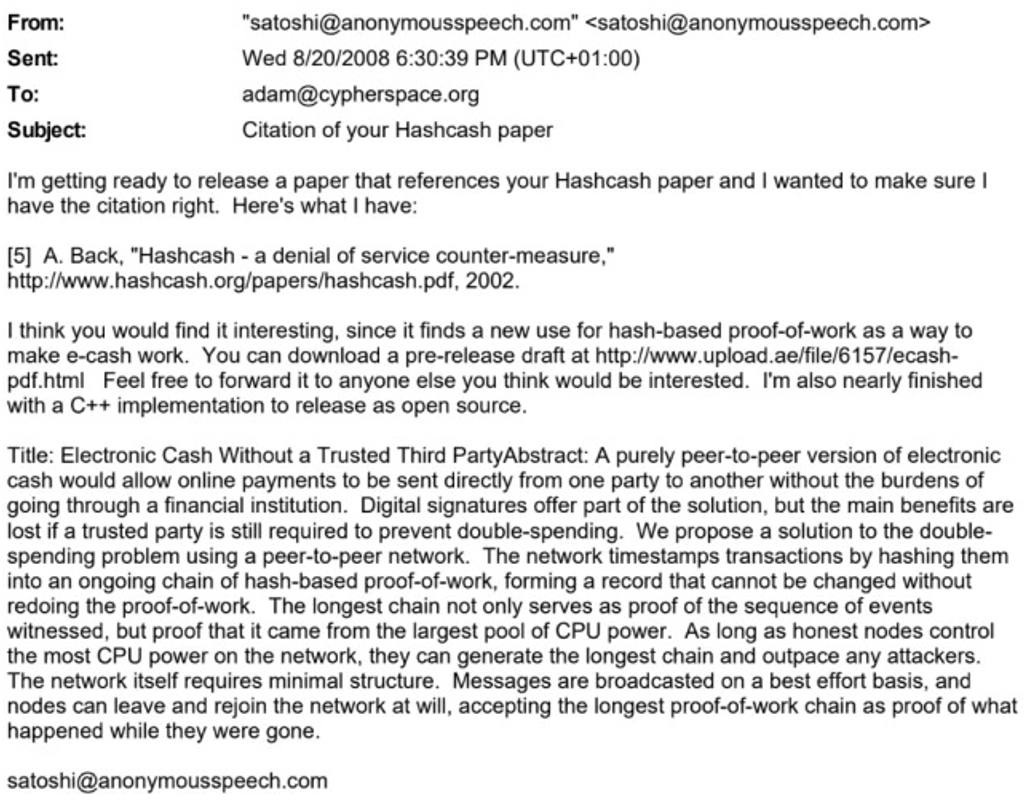 From: "satoshi@anonymousspeech.com" <satoshi@anonymousspeech.com>
Sent: Wed 8/20/2008 6:30:39 PM (UTC+01:00)
To: adam@cypherspace.org
Subject: Citation of your Hashcash paper
I'm getting ready to release a paper that references your Hashcash paper and I wanted to make sure I
have the citation right.  Here's what I have:
[5]  A. Back, "Hashcash - a denial of service counter-measure,"
http://www.hashcash.org/papers/hashcash.pdf, 2002.
I think you would find it interesting, since it finds a new use for hash-based proof-of-work as a way to
make e-cash work.  You can download a pre-release draft at http://www.upload.ae/file/6157/ecash-
pdf.html   Feel free to forward it to anyone else you think would be interested.  I'm also nearly finished
with a C++ implementation to release as open source.
Title: Electronic Cash Without a Trusted Third PartyAbstract: A purely peer-to-peer version of electronic
cash would allow online payments to be sent directly from one party to another without the burdens of
going through a financial institution.  Digital signatures offer part of the solution, but the main benefits are
lost if a trusted party is still required to prevent double-spending.  We propose a solution to the double-
spending problem using a peer-to-peer network.  The network timestamps transactions by hashing them
into an ongoing chain of hash-based proof-of-work, forming a record that cannot be changed without
redoing the proof-of-work.  The longest chain not only serves as proof of the sequence of events
witnessed, but proof that it came from the largest pool of CPU power.  As long as honest nodes control
the most CPU power on the network, they can generate the longest chain and outpace any attackers.
The network itself requires minimal structure.  Messages are broadcasted on a best effort basis, and
nodes can leave and rejoin the network at will, accepting the longest proof-of-work chain as proof of what
happened while they were gone.
satoshi@anonymousspeech.com